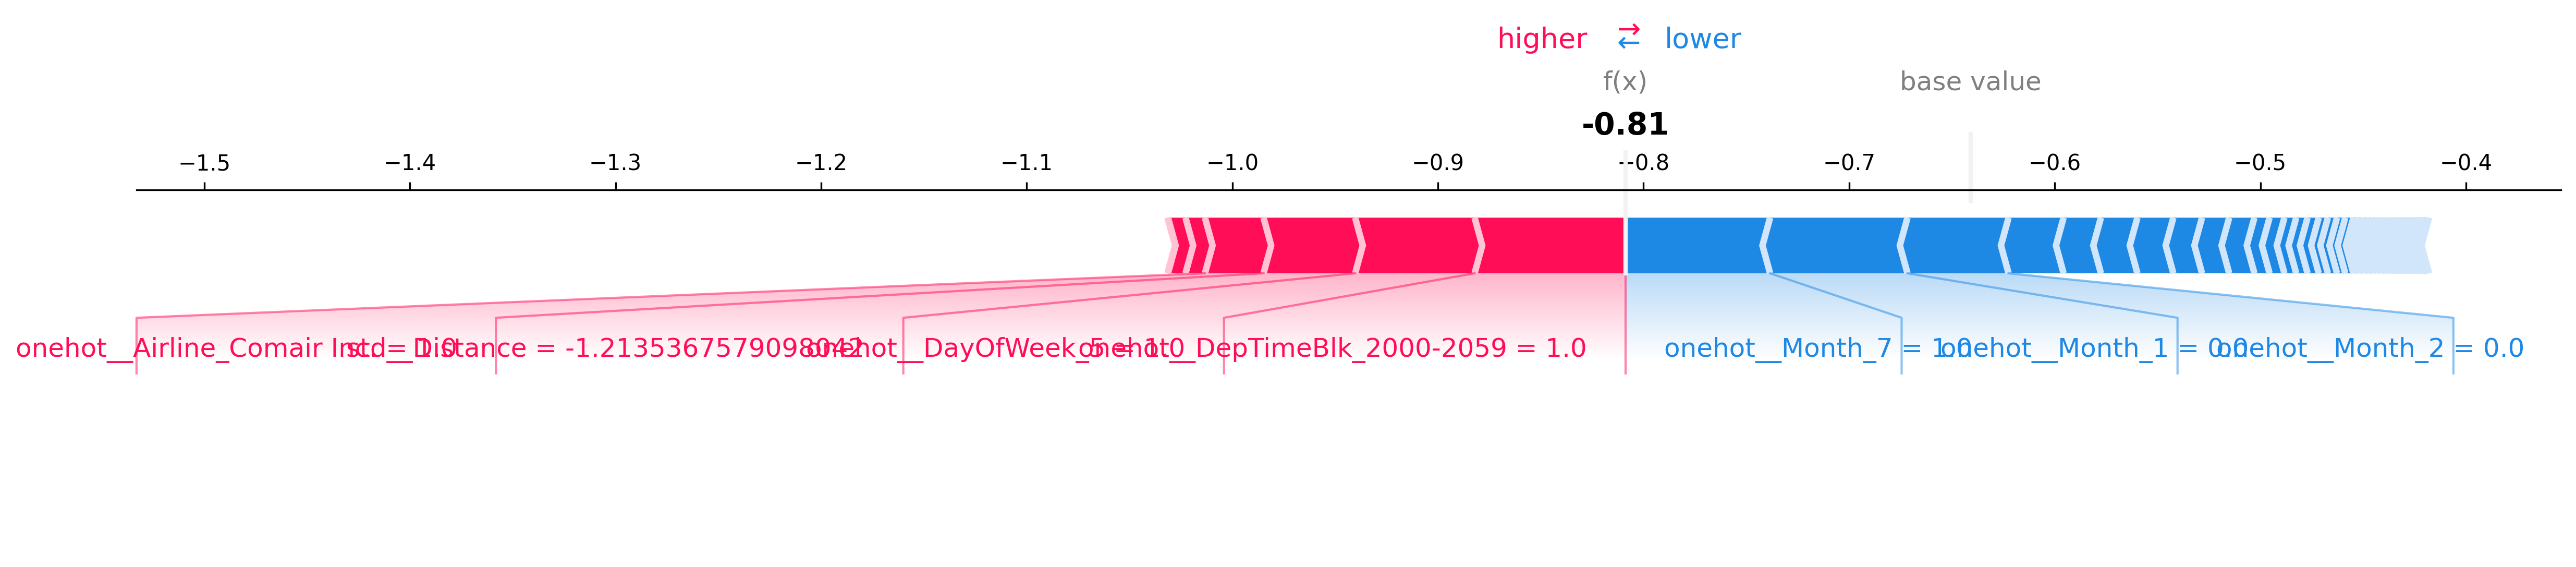 higher ⇄ lower
f(x) base value
-0.81
−1.5 −1.4 −1.3 −1.2 −1.1 −1.0 −0.9 −0.8 −0.7 −0.6 −0.5 −0.4
onehot__Airline_Comair Inc. = 1.0 std__Distance = -1.2135367579098042 onehot__DayOfWeek_5 = 1.0 onehot__DepTimeBlk_2000-2059 = 1.0 onehot__Month_7 = 1.0 onehot__Month_1 = 0.0 onehot__Month_2 = 0.0